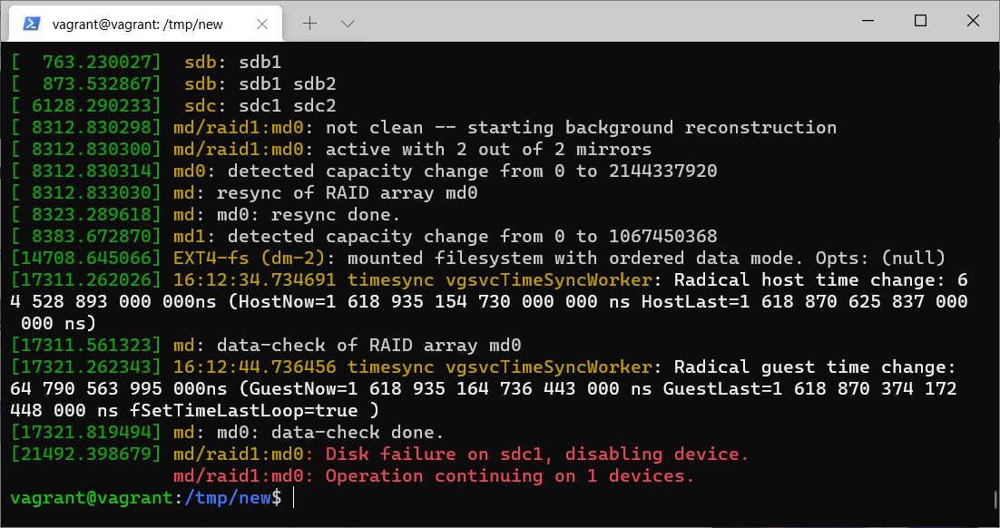 vagrant@vagrant: /tmp/new
[  763.230027]  sdb: sdb1
[  873.532867]  sdb: sdb1 sdb2
[ 6128.290233]  sdc: sdc1 sdc2
[ 8312.830298] md/raid1:md0: not clean -- starting background reconstruction
[ 8312.830300] md/raid1:md0: active with 2 out of 2 mirrors
[ 8312.830314] md0: detected capacity change from 0 to 2144337920
[ 8312.833030] md: resync of RAID array md0
[ 8323.289618] md: md0: resync done.
[ 8383.672870] md1: detected capacity change from 0 to 1067450368
[14708.645066] EXT4-fs (dm-2): mounted filesystem with ordered data mode. Opts: (null)
[17311.262026] 16:12:34.734691 timesync vgsvcTimeSyncWorker: Radical host time change: 6
4 528 893 000 000ns (HostNow=1 618 935 154 730 000 000 ns HostLast=1 618 870 625 837 000
 000 ns)
[17311.561323] md: data-check of RAID array md0
[17321.262343] 16:12:44.736456 timesync vgsvcTimeSyncWorker: Radical guest time change:
64 790 563 995 000ns (GuestNow=1 618 935 164 736 443 000 ns GuestLast=1 618 870 374 172
448 000 ns fSetTimeLastLoop=true )
[17321.819494] md: md0: data-check done.
[21492.398679] md/raid1:md0: Disk failure on sdc1, disabling device.
               md/raid1:md0: Operation continuing on 1 devices.
vagrant@vagrant:/tmp/new$